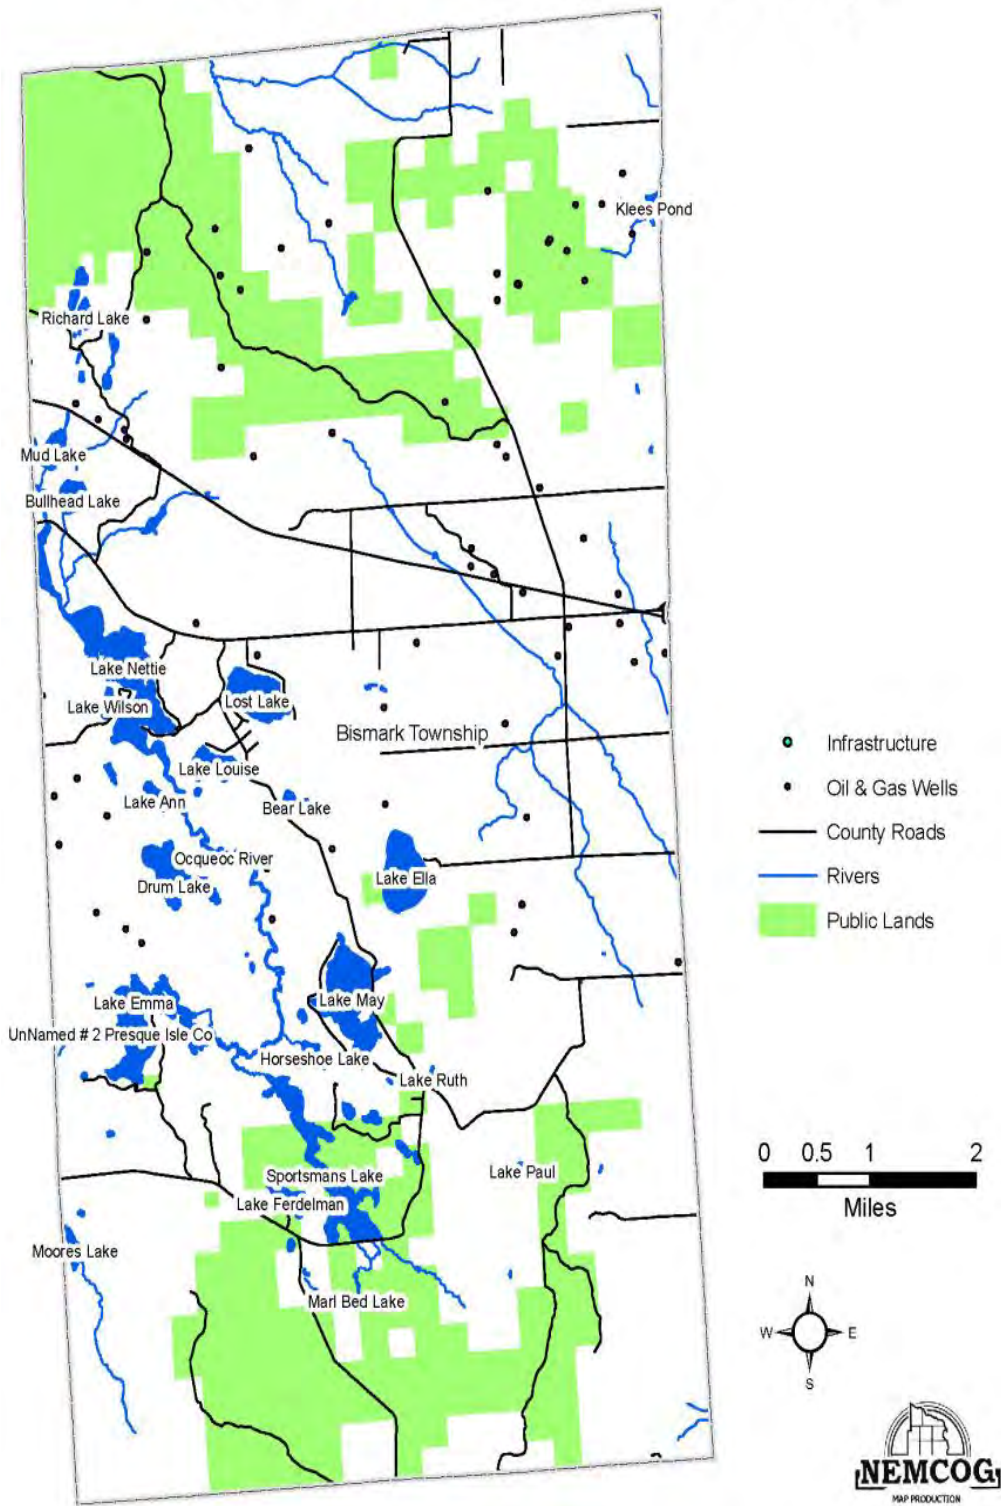 Klees Pond
Richard Lake
Mud Lake
Bullhead Lake
Lake Nettie
Lake Wilson
Lost Lake
Bismark Township
Lake Louise
Lake Ann
Bear Lake
Ocqueoc River
Drum Lake
Lake Ella
Lake Emma
Lake May
UnNamed # 2 Presque Isle Co
Horseshoe Lake
Lake Ruth
Sportsmans Lake
Lake Paul
Lake Ferdelman
Moores Lake
Marl Bed Lake
Infrastructure
Oil & Gas Wells
County Roads
Rivers
Public Lands
0 0.5 1 2
Miles
N
W E
S
NEMCOG
MAP PRODUCTION